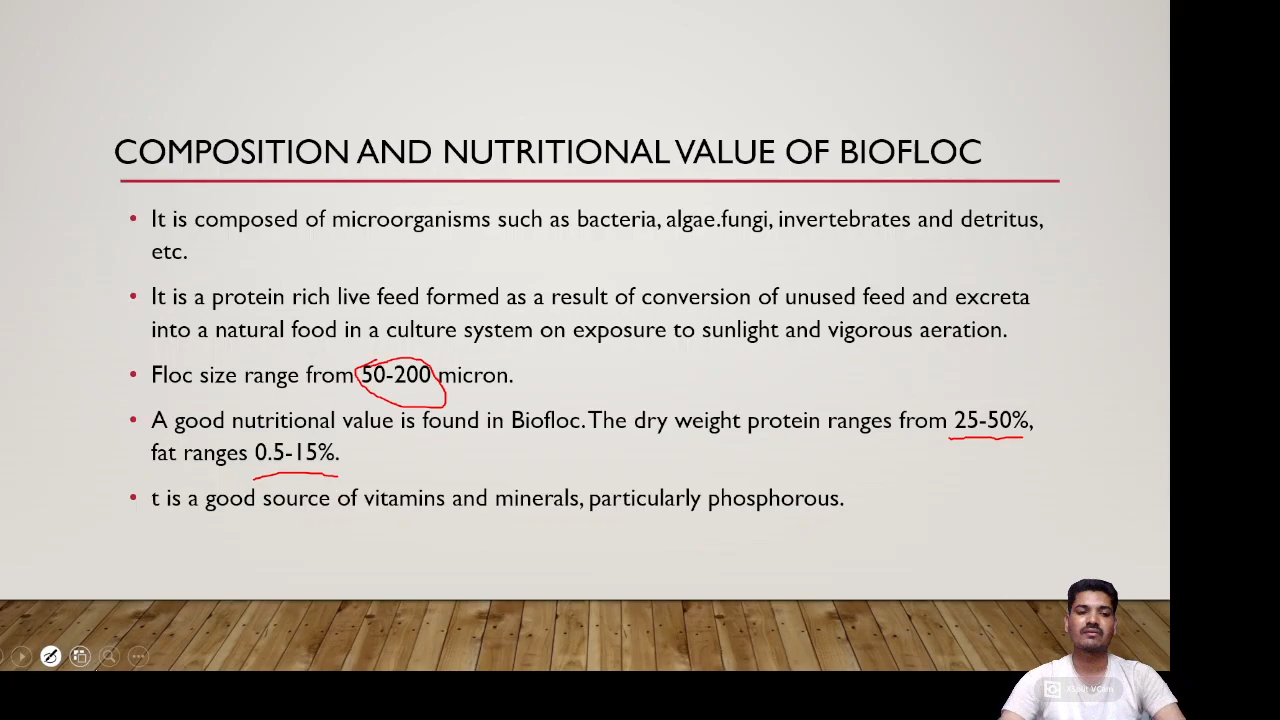 COMPOSITION AND NUTRITIONAL VALUE OF BIOFLOC
• It is composed of microorganisms such as bacteria, algae.fungi, invertebrates and detritus,
etc.
• It is a protein rich live feed formed as a result of conversion of unused feed and excreta
into a natural food in a culture system on exposure to sunlight and vigorous aeration.
• Floc size range from 50-200 micron.
• A good nutritional value is found in Biofloc. The dry weight protein ranges from 25-50%,
fat ranges 0.5-15%.
• t is a good source of vitamins and minerals, particularly phosphorous.
XSplit VCam